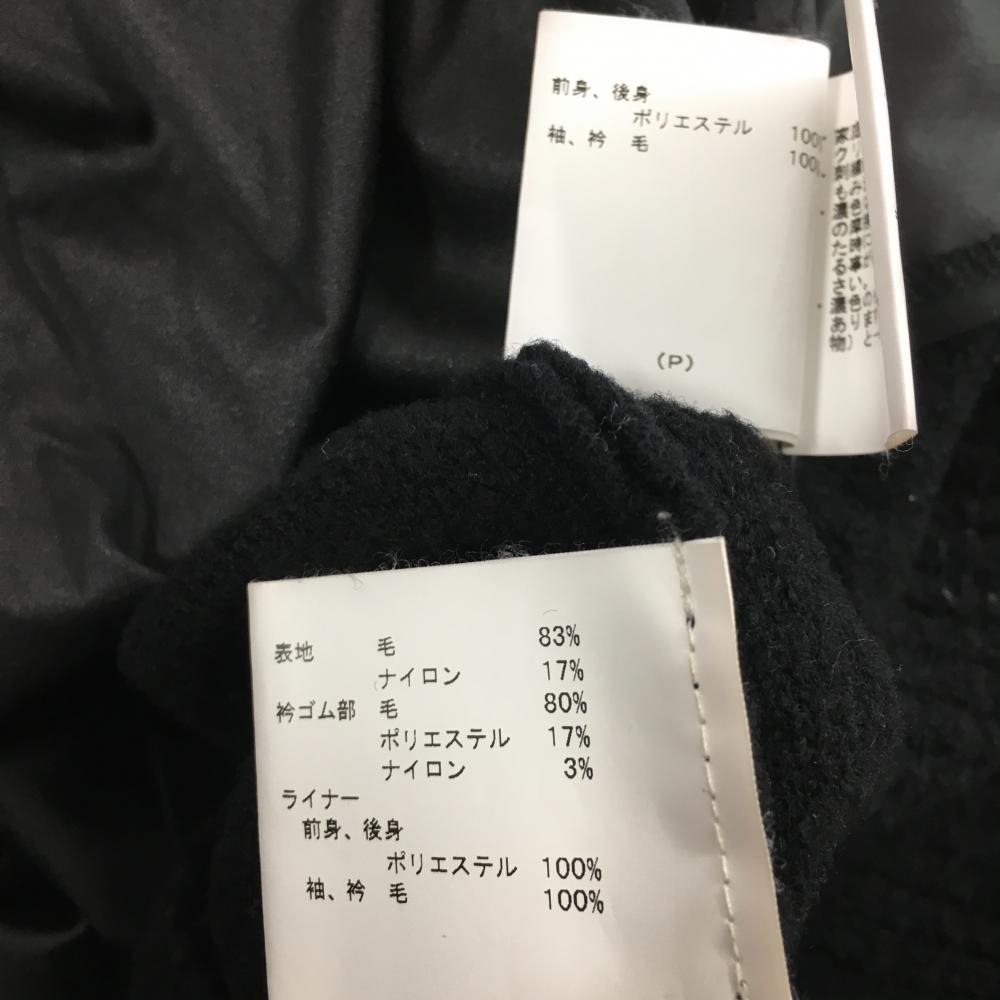 前身、後身
ポリエステル 100
袖、衿 毛 100
(P)
表地 毛 83%
ナイロン 17%
衿ゴム部 毛 80%
ポリエステル 17%
ナイロン 3%
ライナー
前身、後身
ポリエステル 100%
袖、衿 毛 100%